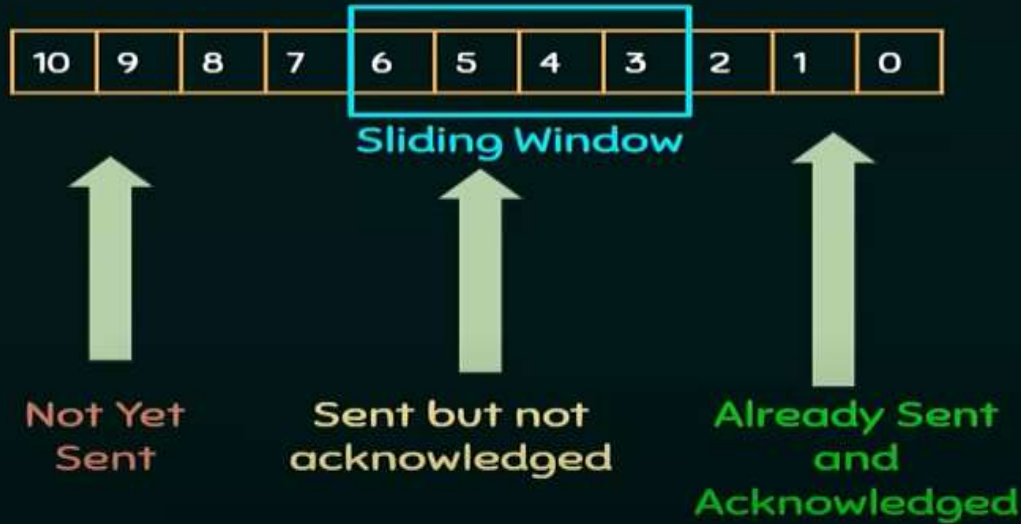 10 9 8 7 6 5 4 3 2 1 0
Sliding Window
Not Yet
Sent
Sent but not
acknowledged
Already Sent
and
Acknowledged